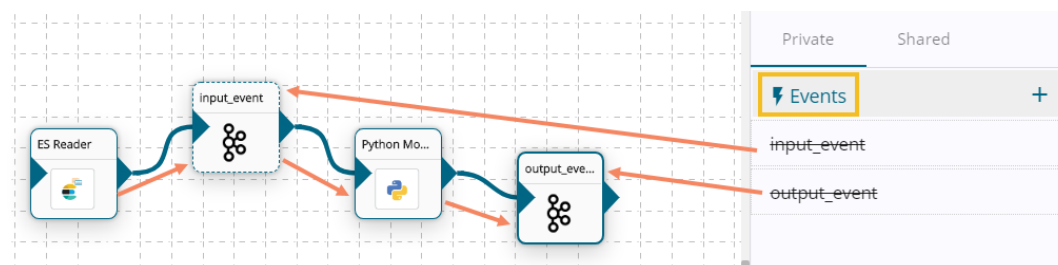 Private Shared
Events +
input_event
output_event
input_event
ES Reader
Python Mo...
output_eve...